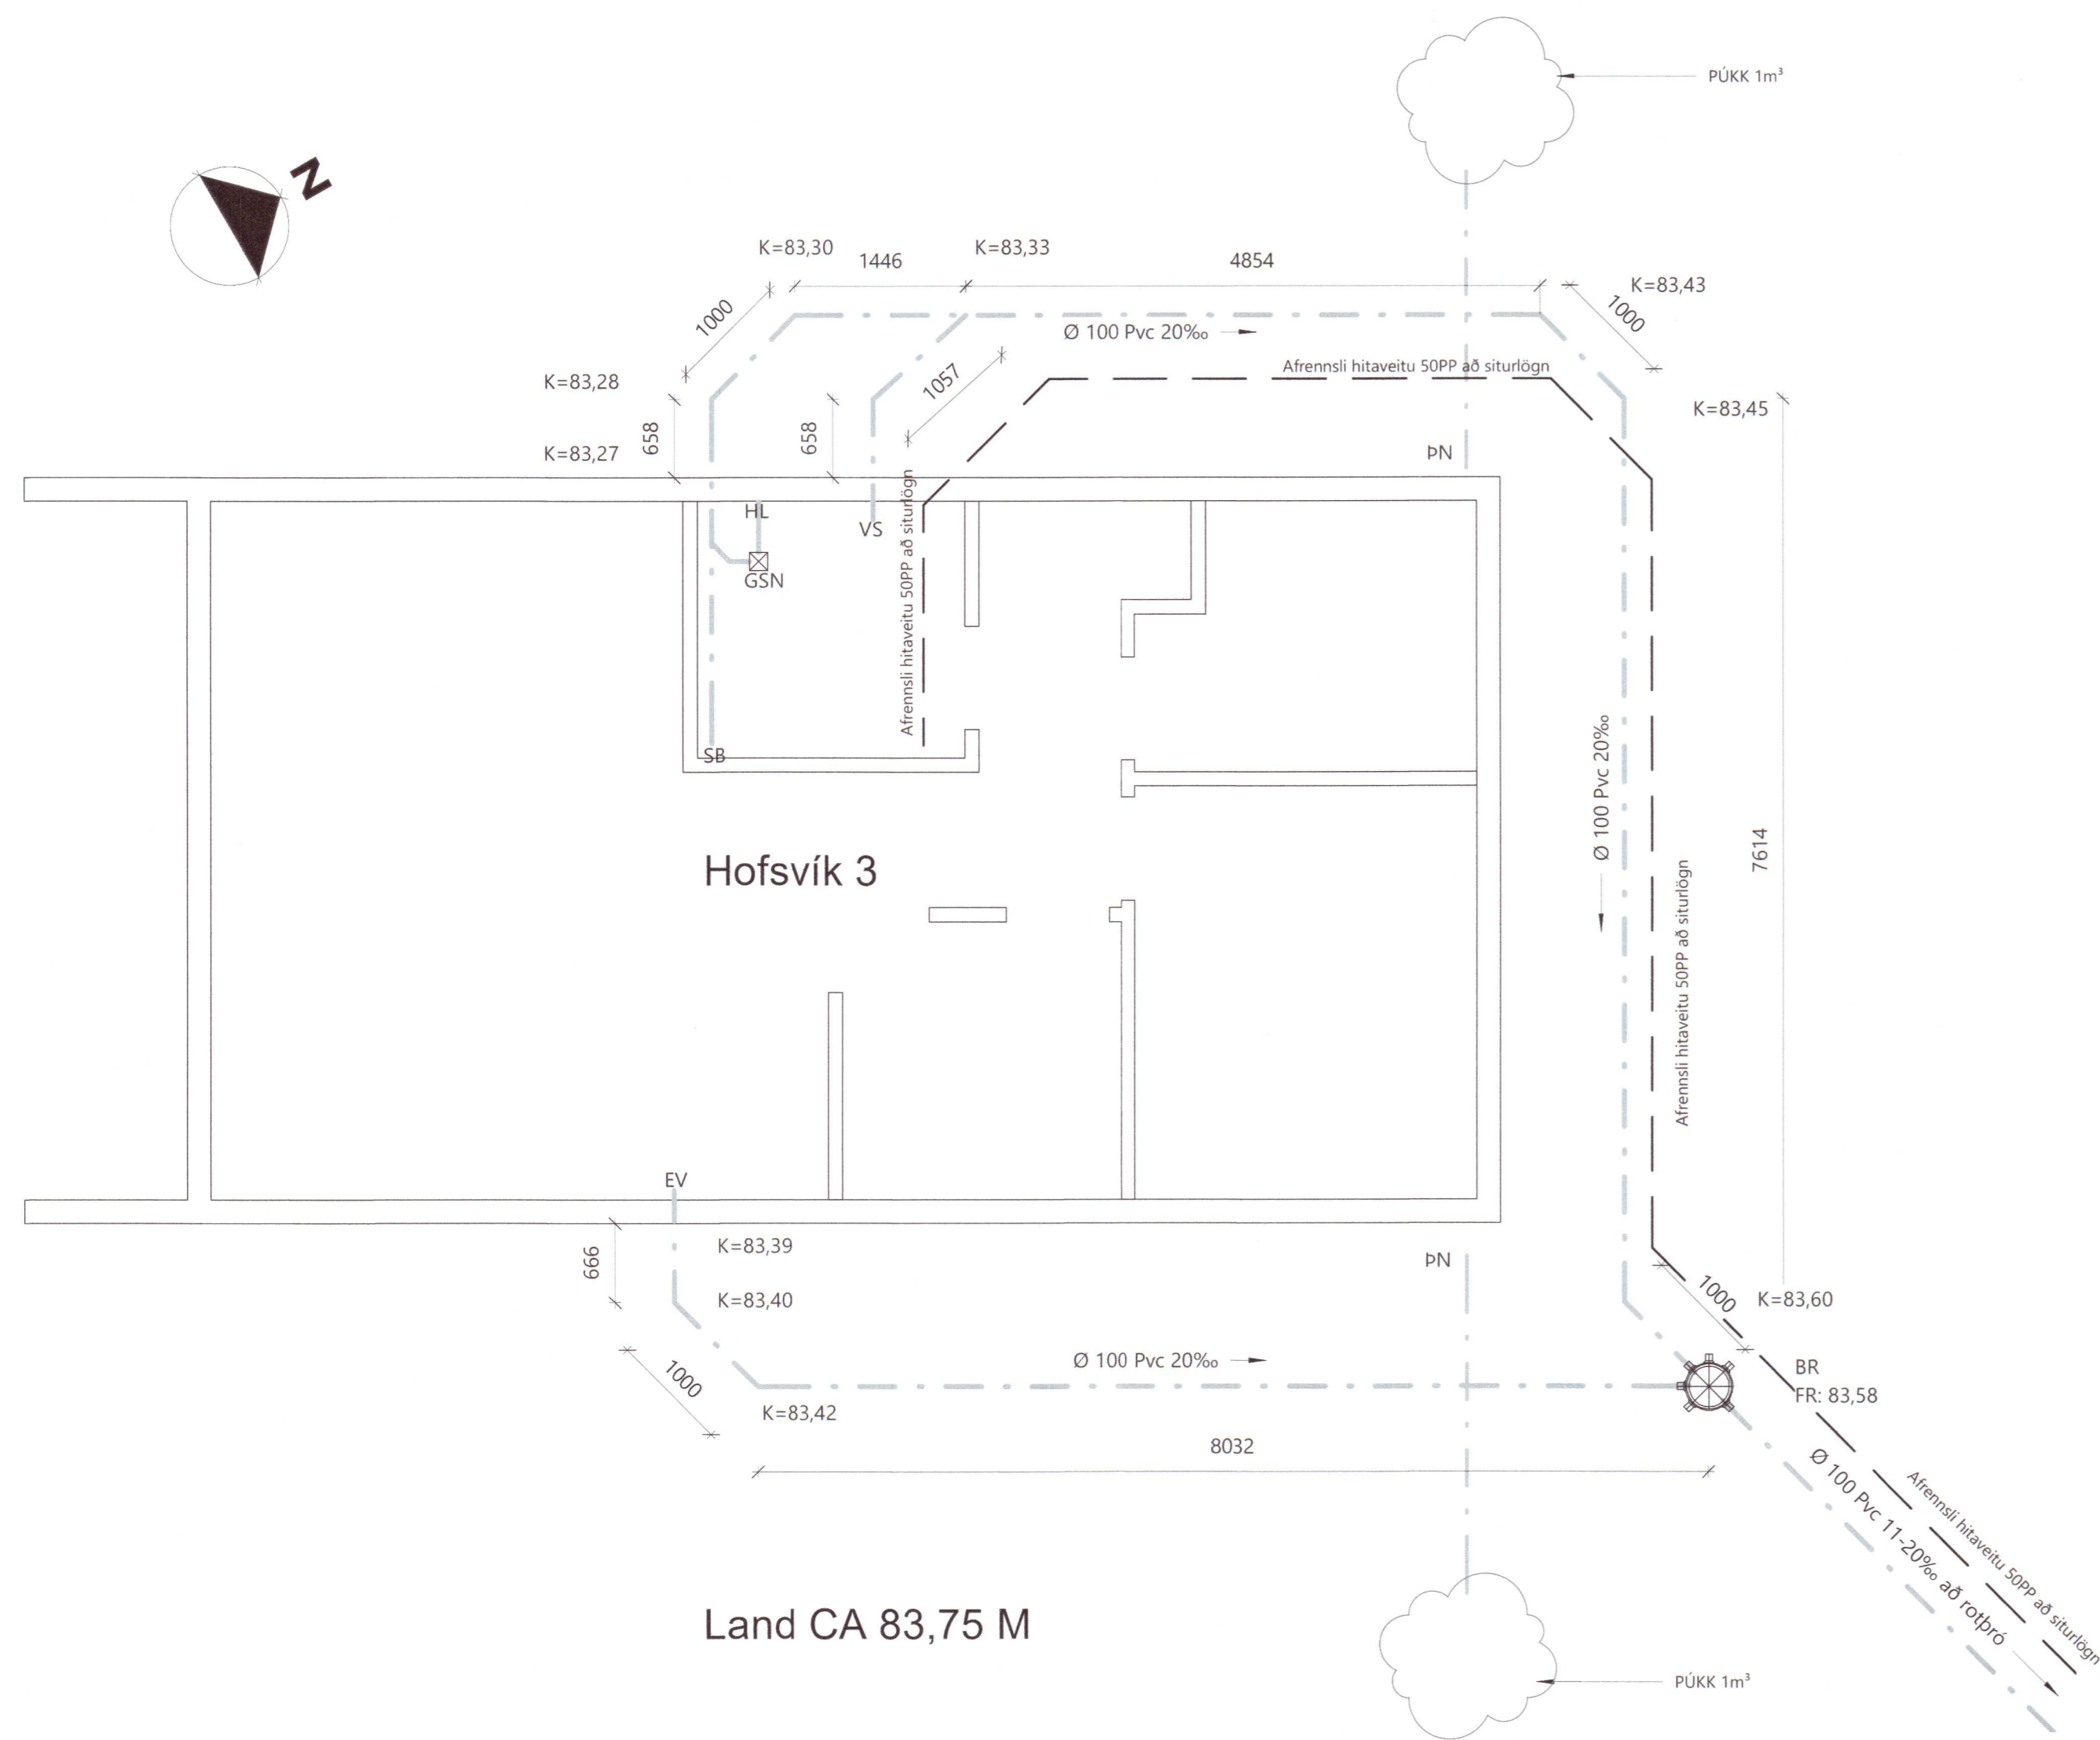 PÚKK 1m³
N
K=83,30
1446
K=83,33
4854
K=83,43
1000
1000
Ø 100 Pvc 20‰
Afrennsli hitaveitu 50PP að siturlögn
K=83,28
1057
K=83,45
658
658
K=83,27
ÞN
HL
VS
GSN
Afrennsli hitaveitu 50PP að siturlögn
SB
Ø 100 Pvc 20‰
7614
Hofsvík 3
Afrennsli hitaveitu 50PP að siturlögn
EV
K=83,39
666
ÞN
K=83,40
1000
K=83,60
Ø 100 Pvc 20‰
BR
FR: 83,58
1000
K=83,42
8032
Ø 100 Pvc 11-20‰ að rotþró
Afrennsli hitaveitu 50PP að siturlögn
Land CA 83,75 M
PÚKK 1m³